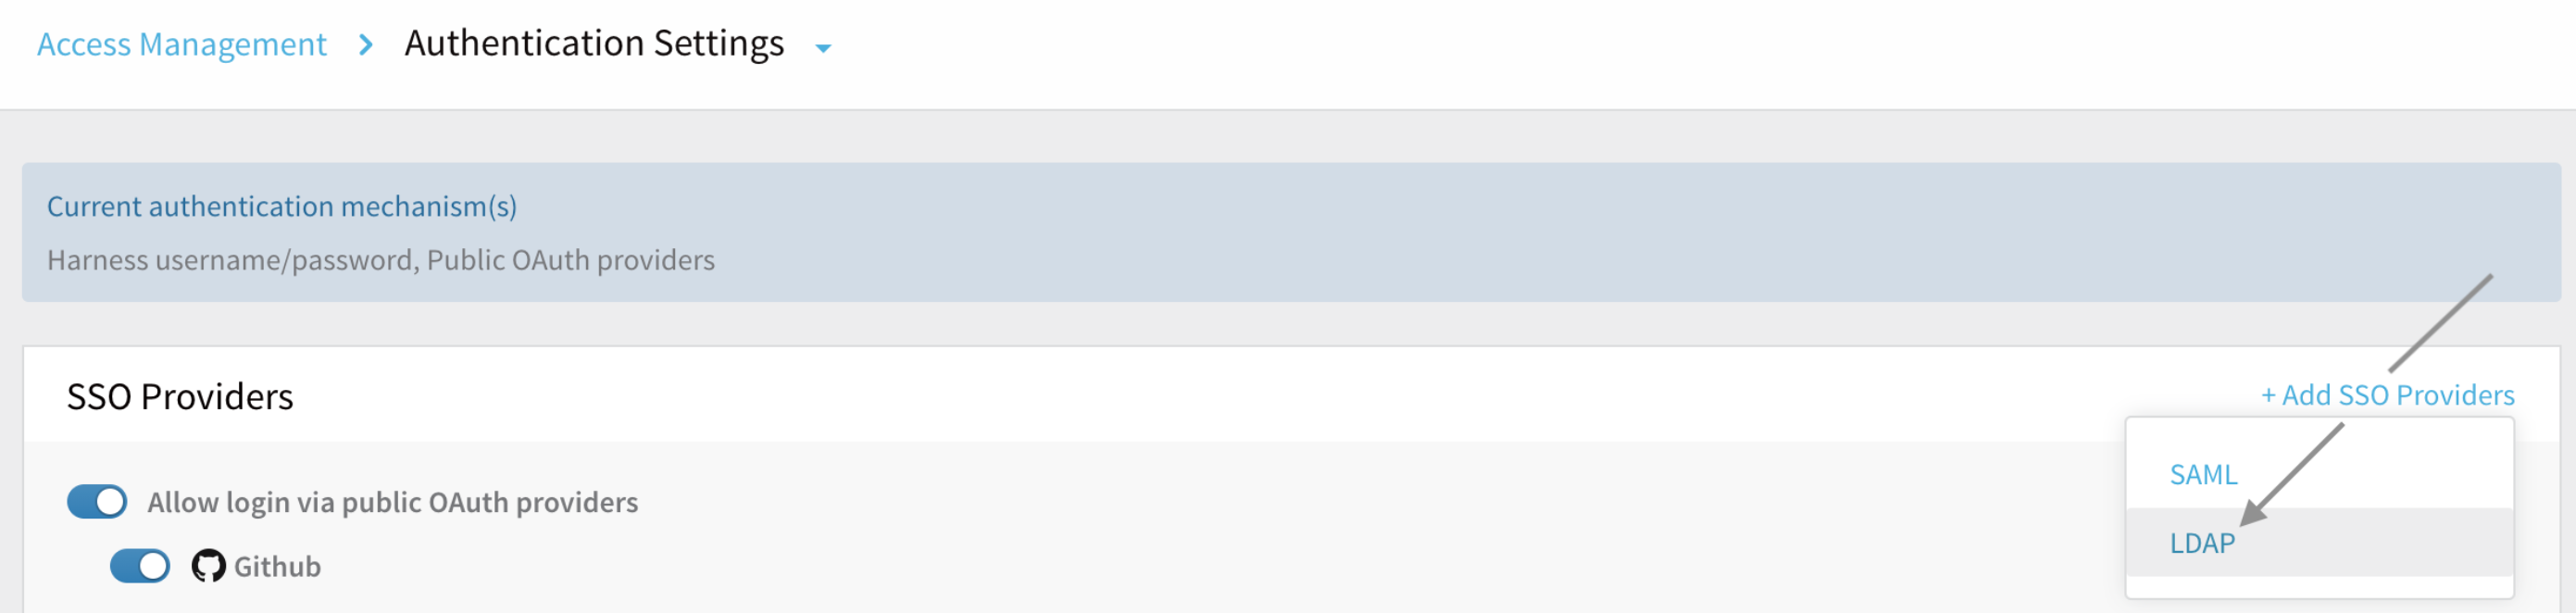 Access Management > Authentication Settings
Current authentication mechanism(s)
Harness username/password, Public OAuth providers
SSO Providers
+ Add SSO Providers
SAML
LDAP
Allow login via public OAuth providers
Github